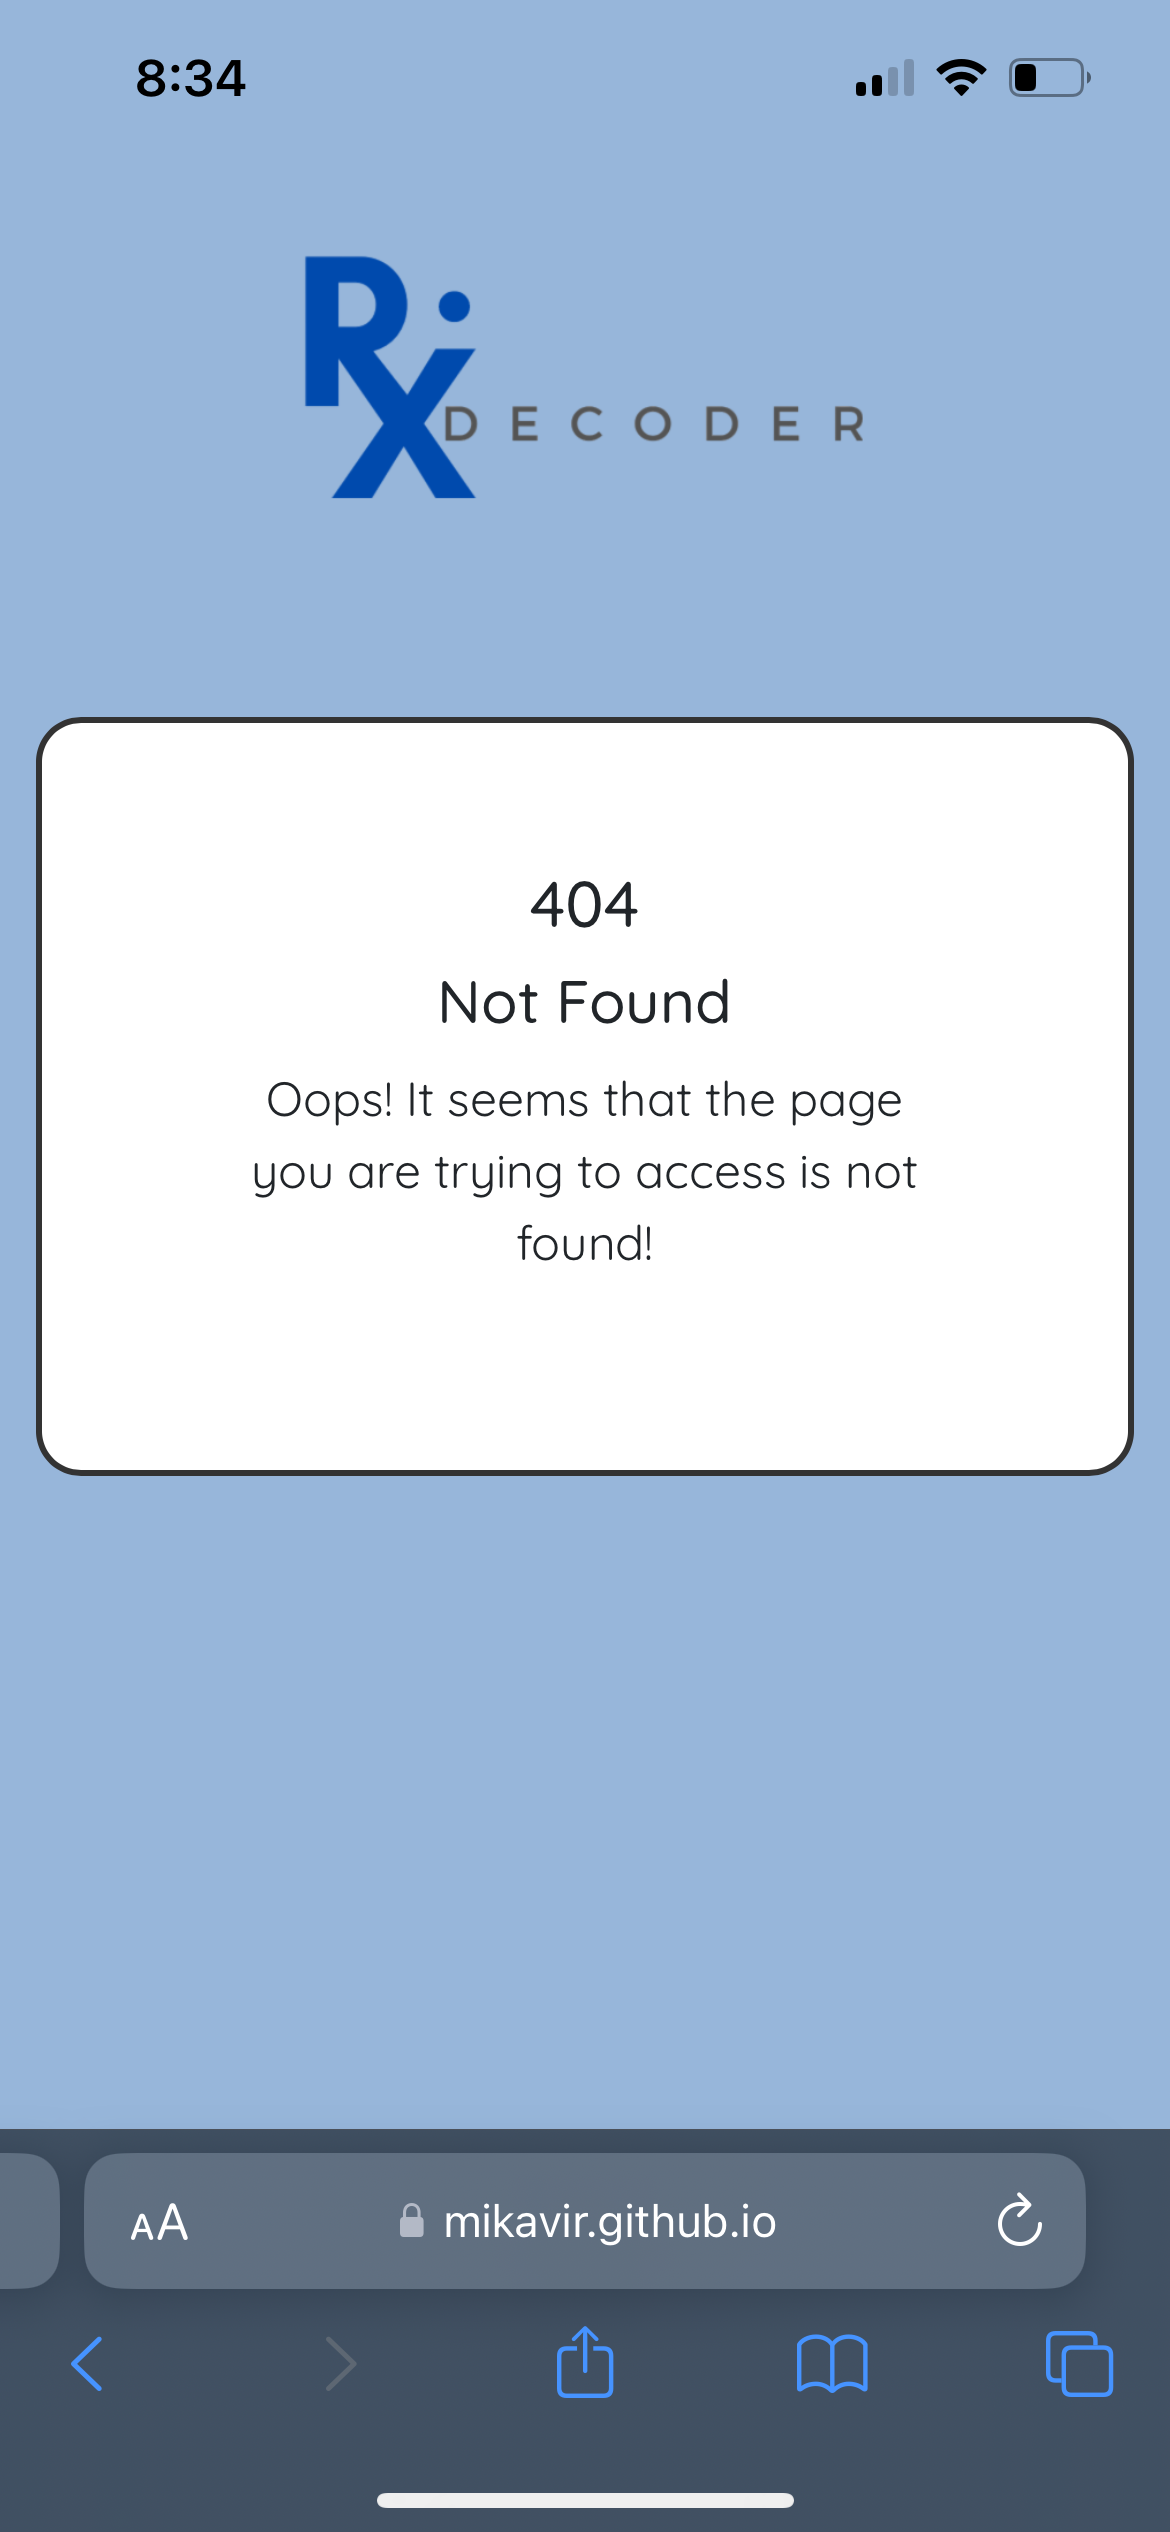 8:34
Rx
DECODER
404
Not Found
Oops! It seems that the page
you are trying to access is not
found!
AA
mikavir.github.io